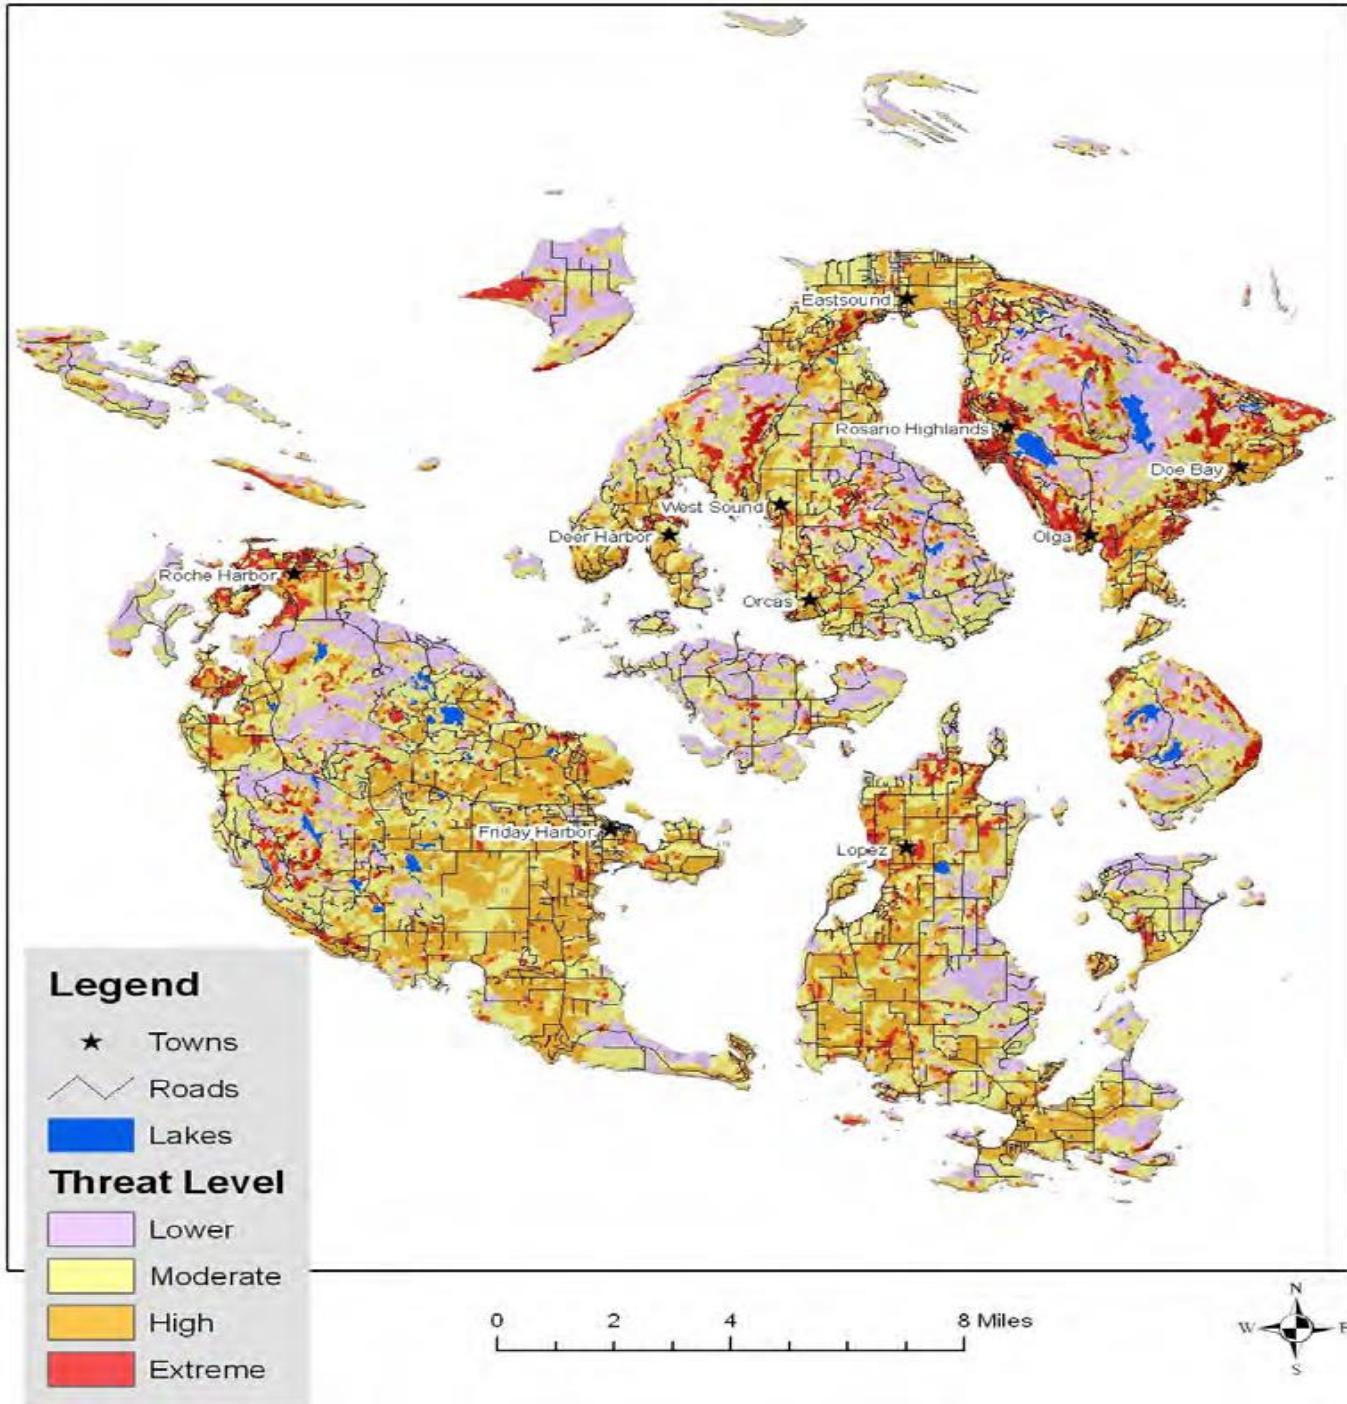 Eastsound
Rosario Highlands
Doe Bay
West Sound
Deer Harbor
Olga
Roche Harbor
Orcas
Friday Harbor
Lopez
Legend
Towns
Roads
Lakes
Threat Level
Lower
Moderate
High
Extreme
0 2 4 8 Miles
N
W E
S